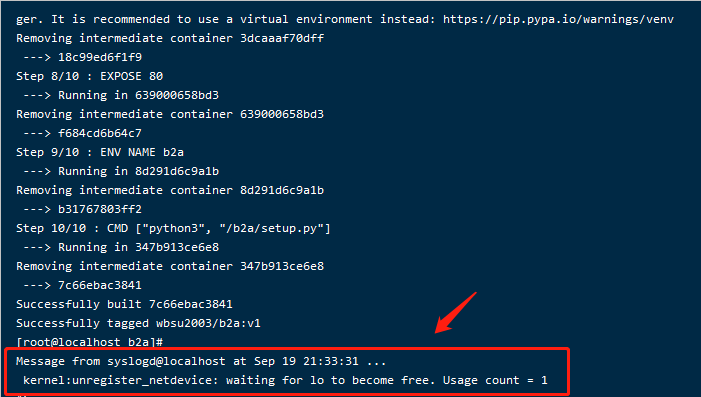 ger. It is recommended to use a virtual environment instead: https://pip.pypa.io/warnings/venv
Removing intermediate container 3dcaaaf70dff
---> 18c99ed6f1f9
Step 8/10 : EXPOSE 80
---> Running in 639000658bd3
Removing intermediate container 639000658bd3
---> f684cd6b64c7
Step 9/10 : ENV NAME b2a
---> Running in 8d291d6c9a1b
Removing intermediate container 8d291d6c9a1b
---> b31767803ff2
Step 10/10 : CMD ["python3", "/b2a/setup.py"]
---> Running in 347b913ce6e8
Removing intermediate container 347b913ce6e8
---> 7c66ebac3841
Successfully built 7c66ebac3841
Successfully tagged wbsu2003/b2a:v1
[root@localhost b2a]#
Message from syslogd@localhost at Sep 19 21:33:31 ...
kernel:unregister_netdevice: waiting for lo to become free. Usage count = 1